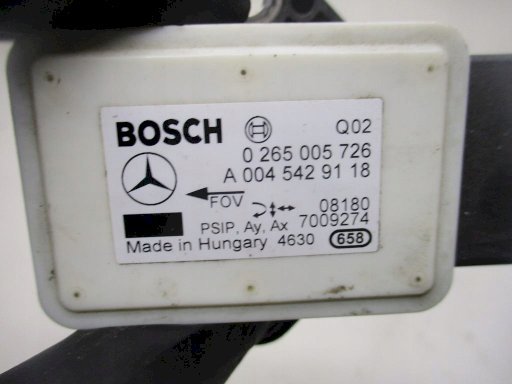 BOSCH
Q02
0 265 005 726
A 004 542 91 18
FOV
08180
PSIP, Ay, Ax 7009274
Made in Hungary 4630 658